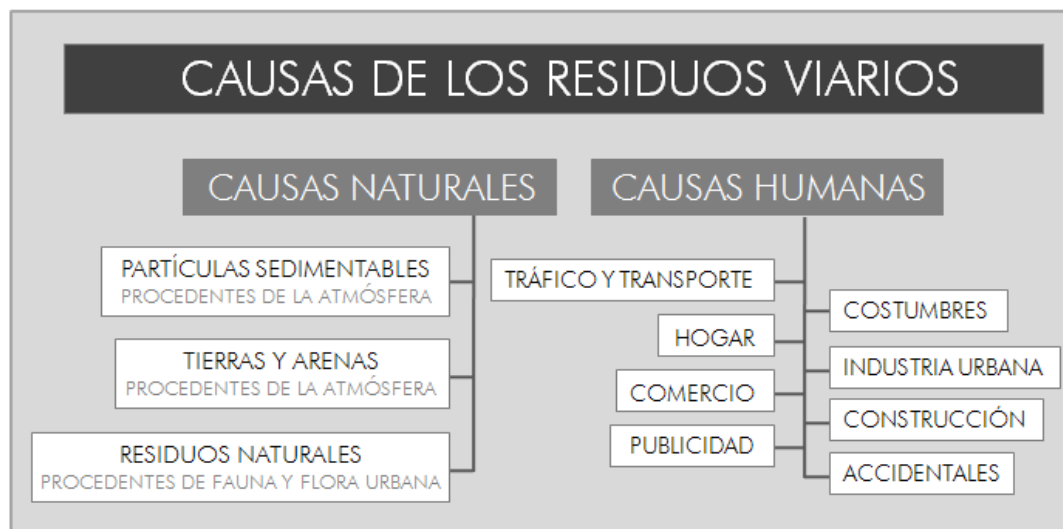 CAUSAS DE LOS RESIDUOS VIARIOS
CAUSAS NATURALES
PARTÍCULAS SEDIMENTABLES
PROCEDENTES DE LA ATMÓSFERA
TIERRAS Y ARENAS
PROCEDENTES DE LA ATMÓSFERA
RESIDUOS NATURALES
PROCEDENTES DE FAUNA Y FLORA URBANA
CAUSAS HUMANAS
TRÁFICO Y TRANSPORTE
HOGAR
COMERCIO
PUBLICIDAD
COSTUMBRES
INDUSTRIA URBANA
CONSTRUCCIÓN
ACCIDENTALES